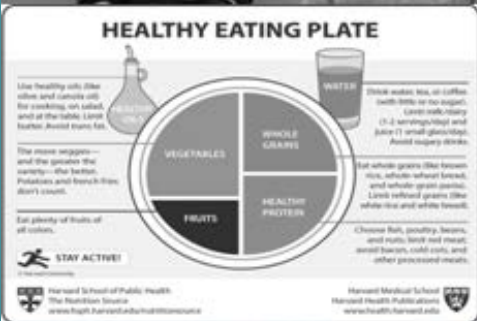 HEALTHY EATING PLATE
Use healthy oils (like
olive and canola oil)
for cooking, on salad,
and at the table. Limit
butter. Avoid trans fat.
HEALTHY
OILS
The more veggies—
and the greater the
variety—the better.
Potatoes and french fries
don't count.
Eat plenty of fruits of
all colors.
STAY ACTIVE!
© Harvard University
VEGETABLES
FRUITS
WHOLE
GRAINS
HEALTHY
PROTEIN
WATER
Drink water, tea, or coffee
(with little or no sugar).
Limit milk/dairy
(1-2 servings/day) and
juice (1 small glass/day).
Avoid sugary drinks.
Eat whole grains (like brown
rice, whole-wheat bread,
and whole-grain pasta).
Limit refined grains (like
white rice and white bread).
Choose fish, poultry, beans,
and nuts; limit red meat;
avoid bacon, cold cuts, and
other processed meats.
Harvard School of Public Health
The Nutrition Source
www.hsph.harvard.edu/nutritionsource
Harvard Medical School
Harvard Health Publications
www.health.harvard.edu